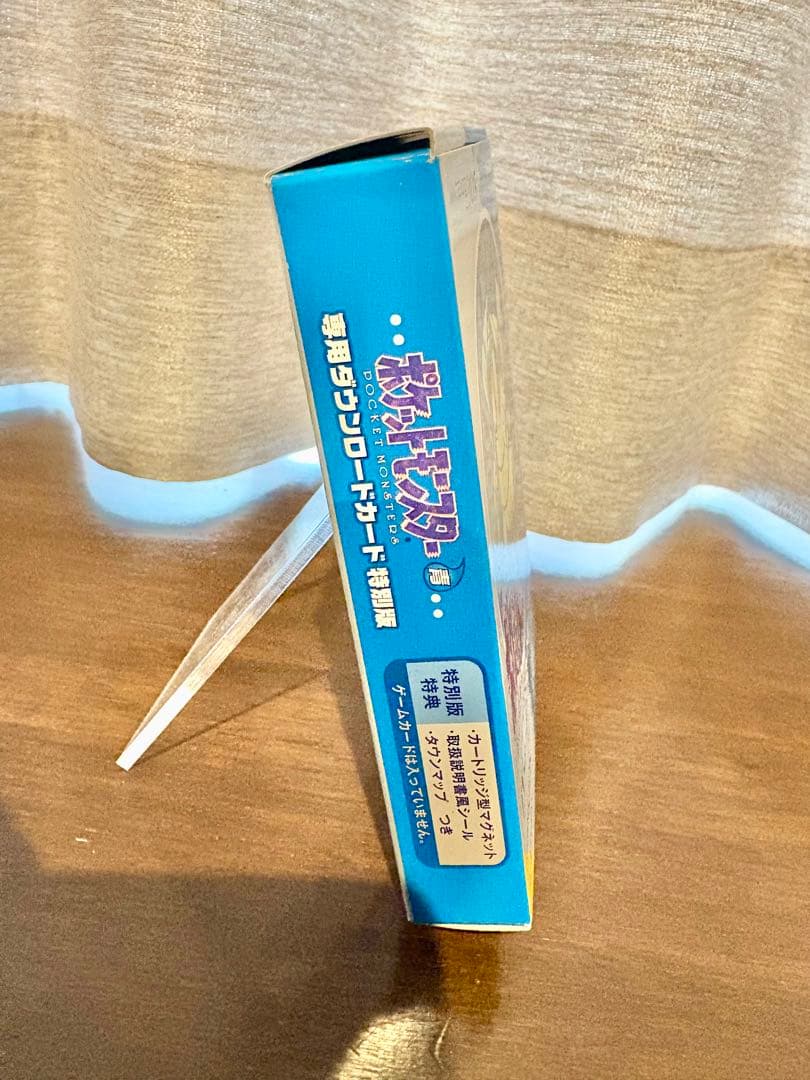 ポケットモンスター 青
POCKET MONSTERS
専用ダウンロードカード 特別版
特別版
特典
・カートリッジ型マグネット
・取扱説明書風シール
・タウンマップ つき
ゲームカードは入っていません。